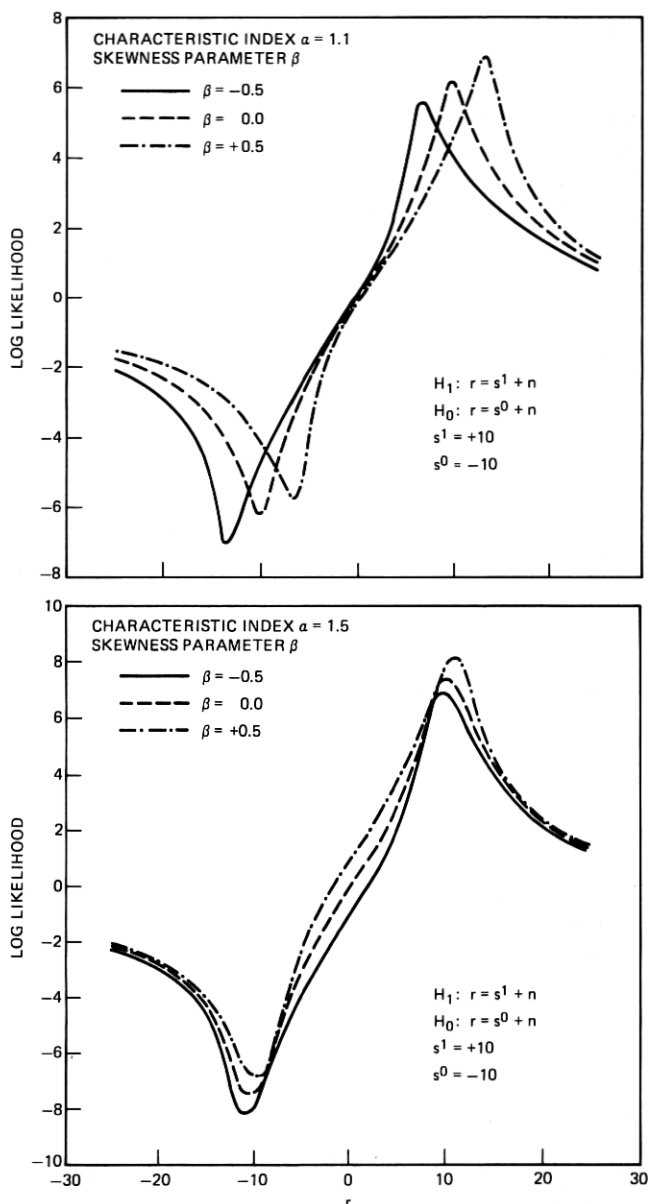 8
6
4
2
0
−2
−4
−6
−8
LOG LIKELIHOOD
CHARACTERISTIC INDEX α = 1.1
SKEWNESS PARAMETER β
β = −0.5
β = 0.0
β = +0.5
H₁: r = s¹ + n
H₀: r = s⁰ + n
s¹ = +10
s⁰ = −10
10
8
6
4
2
0
−2
−4
−6
−8
−10
LOG LIKELIHOOD
CHARACTERISTIC INDEX α = 1.5
SKEWNESS PARAMETER β
β = −0.5
β = 0.0
β = +0.5
H₁: r = s¹ + n
H₀: r = s⁰ + n
s¹ = +10
s⁰ = −10
−30 −20 −10 0 10 20 30
r